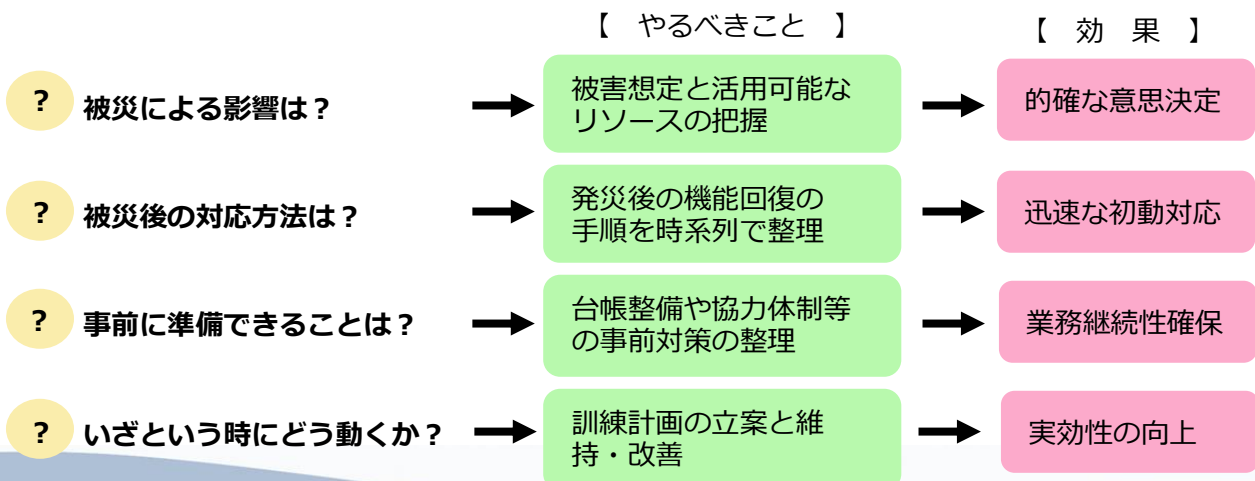 【　やるべきこと　】
【　効　果　】
?
被災による影響は？
被害想定と活用可能な
リソースの把握
的確な意思決定
?
被災後の対応方法は？
発災後の機能回復の
手順を時系列で整理
迅速な初動対応
?
事前に準備できることは？
台帳整備や協力体制等
の事前対策の整理
業務継続性確保
?
いざという時にどう動くか？
訓練計画の立案と維
持・改善
実効性の向上